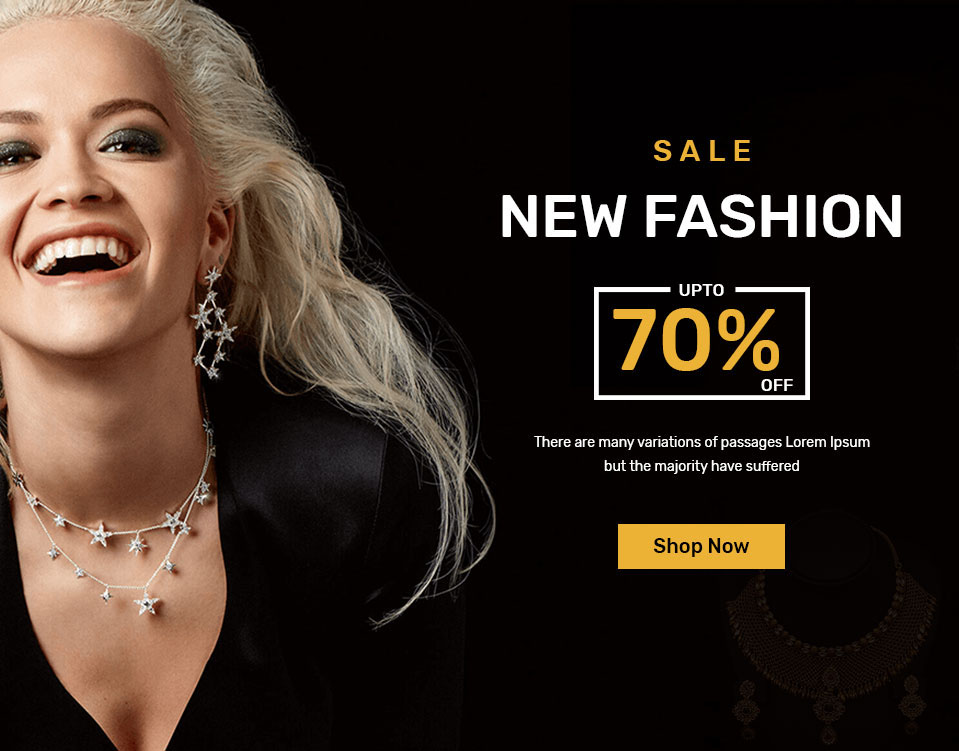 SALE
NEW FASHION
UPTO
70%
OFF
There are many variations of passages Lorem Ipsum
but the majority have suffered
Shop Now